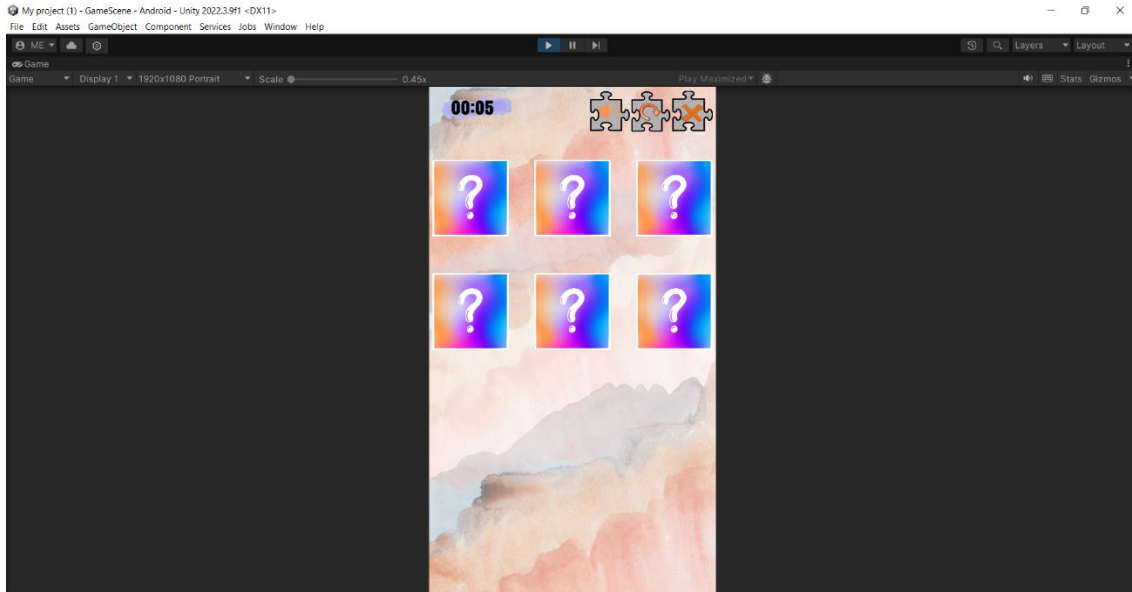 My project (1) - GameScene - Android - Unity 2022.3.9f1 <DX11>
File Edit Assets GameObject Component Services Jobs Window Help
ME Layers Layout
Game
Game Display 1 1920x1080 Portrait Scale 0.45x Play Maximized Stats Gizmos
00:05
? ? ?
? ? ?